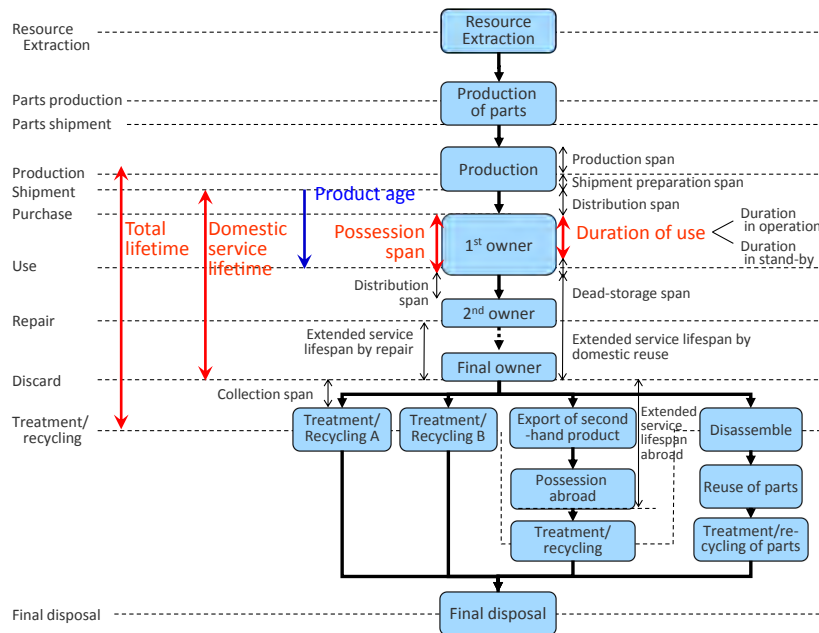 Resource
Extraction
Resource
Extraction
Parts production
Production
of parts
Parts shipment
Production
Production
Production span
Shipment
Shipment preparation span
Product age
Distribution span
Purchase
Total
lifetime
Domestic
service
lifetime
Possession
span
1st owner
Duration of use
Duration
in operation
Duration
in stand-by
Use
Distribution
span
Dead-storage span
2nd owner
Repair
Extended service
lifespan by repair
Extended service lifespan by
domestic reuse
Final owner
Discard
Collection span
Treatment/
recycling
Treatment/
Recycling A
Treatment/
Recycling B
Export of second
-hand product
Extended
service
lifespan
abroad
Disassemble
Possession
abroad
Reuse of parts
Treatment/
recycling
Treatment/re-
cycling of parts
Final disposal
Final disposal